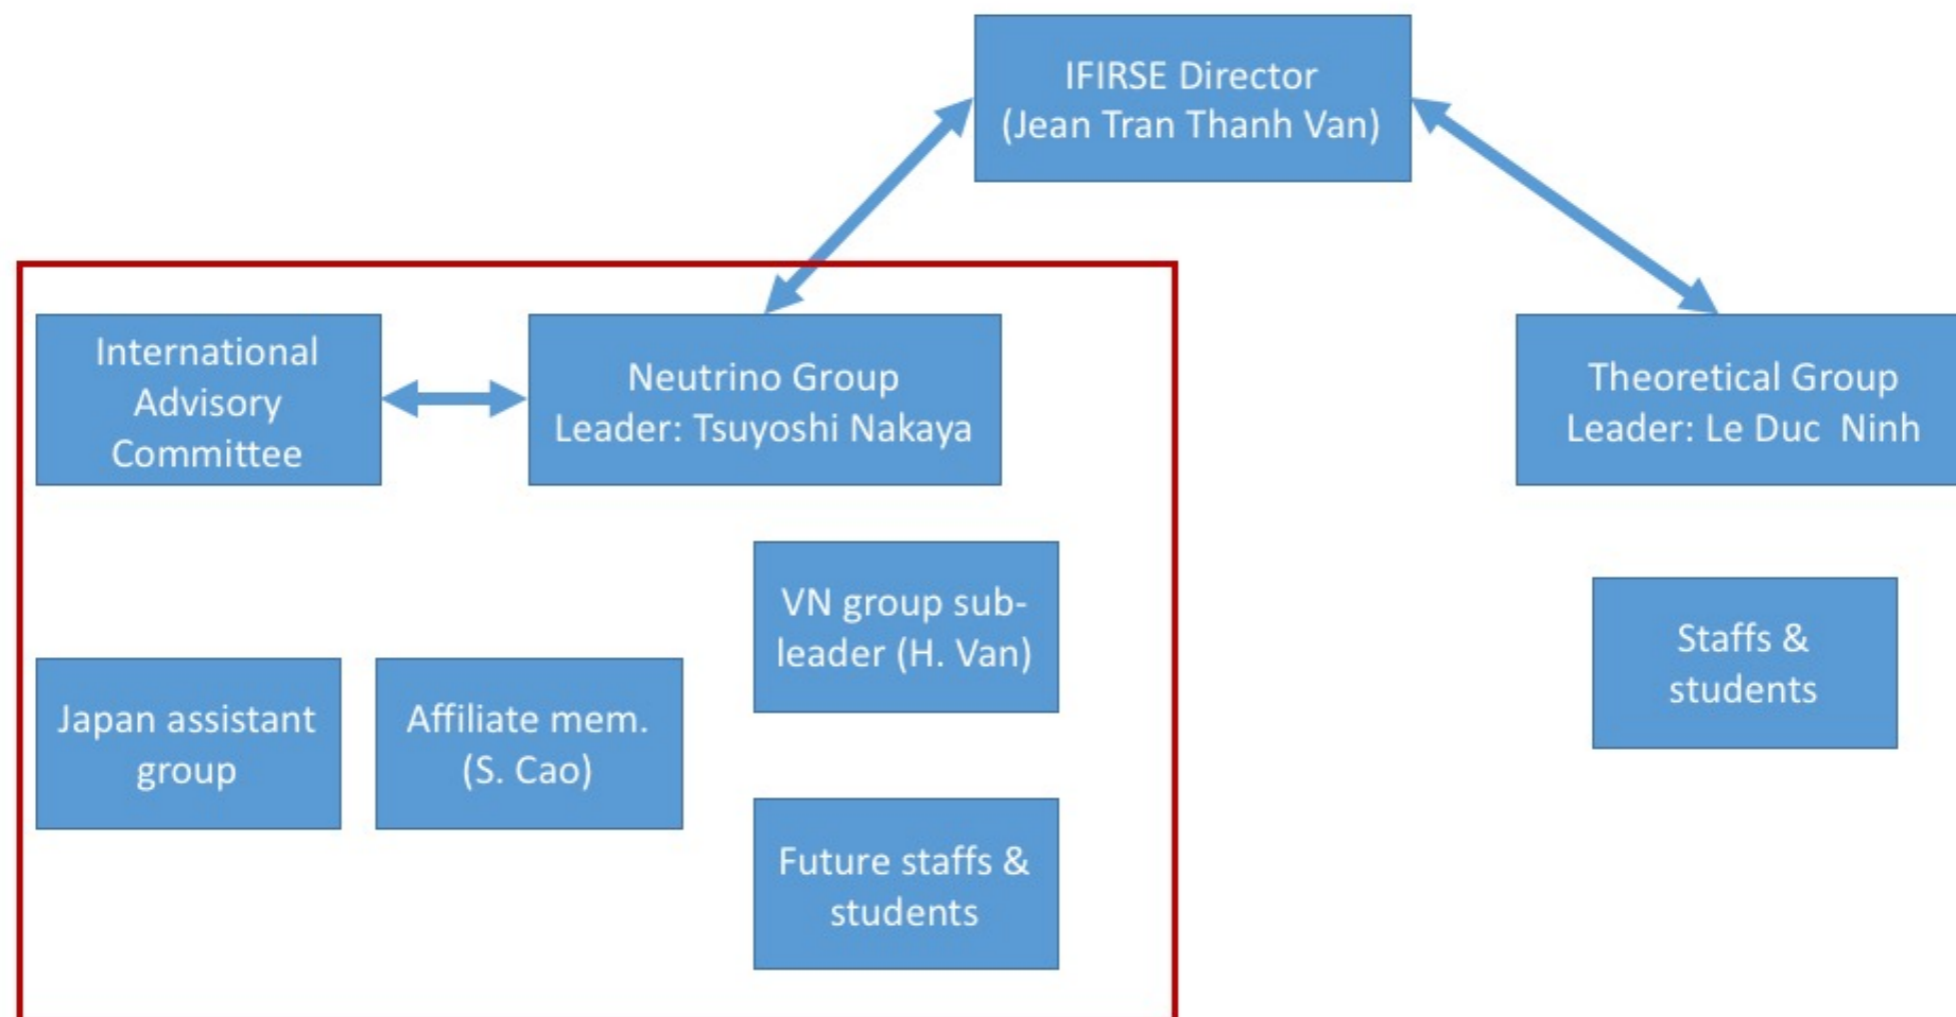 IFIRSE Director
(Jean Tran Thanh Van)
International
Advisory
Committee
Neutrino Group
Leader: Tsuyoshi Nakaya
Theoretical Group
Leader: Le Duc  Ninh
VN group sub-
leader (H. Van)
Staffs &
students
Japan assistant
group
Affiliate mem.
(S. Cao)
Future staffs &
students